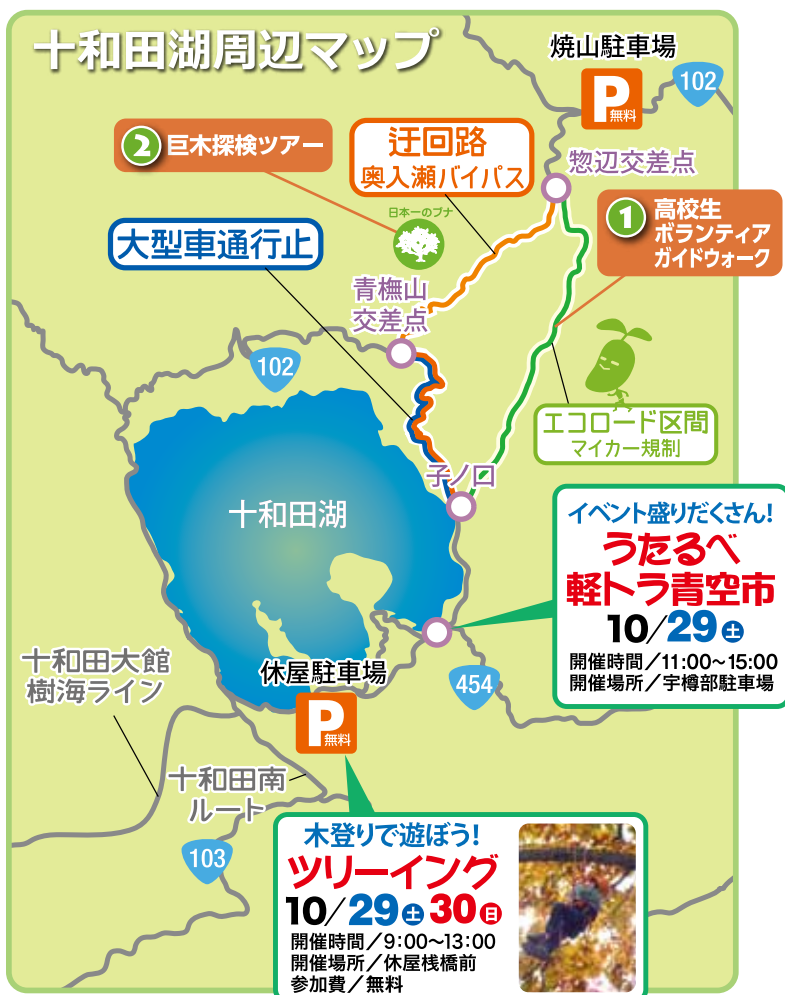 十和田湖周辺マップ
焼山駐車場
P
無料
102
2 巨木探検ツアー
迂回路
奥入瀬バイパス
惣辺交差点
日本一のブナ
1 高校生
ボランティア
ガイドウォーク
大型車通行止
青橅山
交差点
102
エコロード区間
マイカー規制
子ノ口
十和田湖
イベント盛りだくさん!
うたるべ
軽トラ青空市
10/29土
開催時間/11:00~15:00
開催場所/宇樽部駐車場
十和田大館
樹海ライン
休屋駐車場
P
無料
454
十和田南
ルート
103
木登りで遊ぼう!
ツリーイング
10/29土30日
開催時間/9:00~13:00
開催場所/休屋桟橋前
参加費/無料